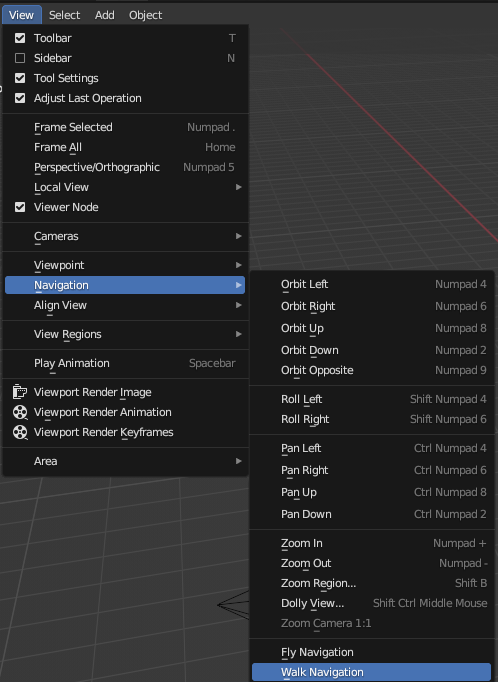 View Select Add Object
Toolbar T
Sidebar N
Tool Settings
Adjust Last Operation
Frame Selected Numpad .
Frame All Home
Perspective/Orthographic Numpad 5
Local View
Viewer Node
Cameras
Viewpoint
Navigation
Align View
View Regions
Play Animation Spacebar
Viewport Render Image
Viewport Render Animation
Viewport Render Keyframes
Area
Orbit Left Numpad 4
Orbit Right Numpad 6
Orbit Up Numpad 8
Orbit Down Numpad 2
Orbit Opposite Numpad 9
Roll Left Shift Numpad 4
Roll Right Shift Numpad 6
Pan Left Ctrl Numpad 4
Pan Right Ctrl Numpad 6
Pan Up Ctrl Numpad 8
Pan Down Ctrl Numpad 2
Zoom In Numpad +
Zoom Out Numpad -
Zoom Region... Shift B
Dolly View... Shift Ctrl Middle Mouse
Zoom Camera 1:1
Fly Navigation
Walk Navigation